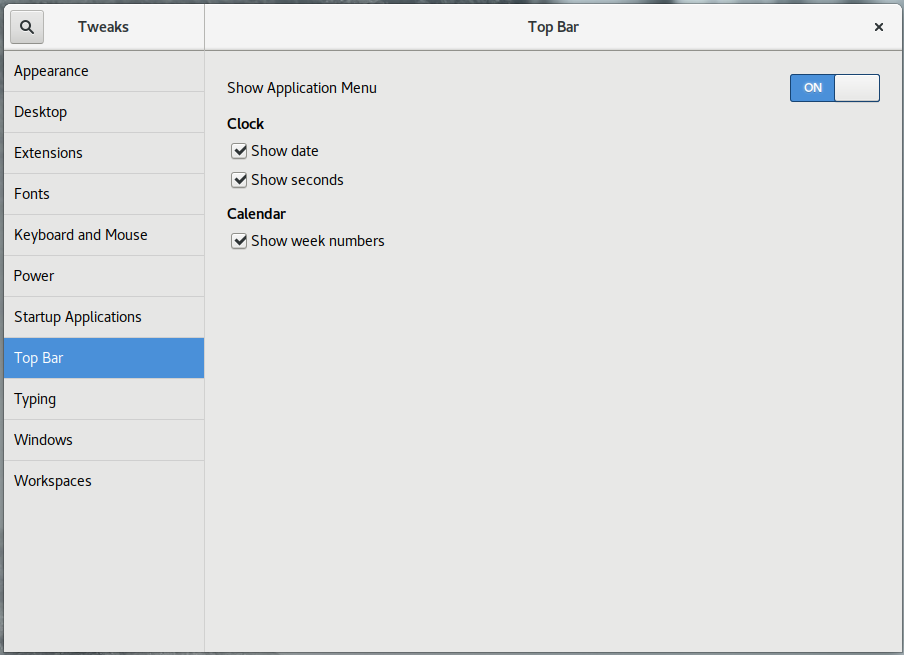 Tweaks
Top Bar
Appearance
Desktop
Extensions
Fonts
Keyboard and Mouse
Power
Startup Applications
Top Bar
Typing
Windows
Workspaces
Show Application Menu
ON
Clock
Show date
Show seconds
Calendar
Show week numbers